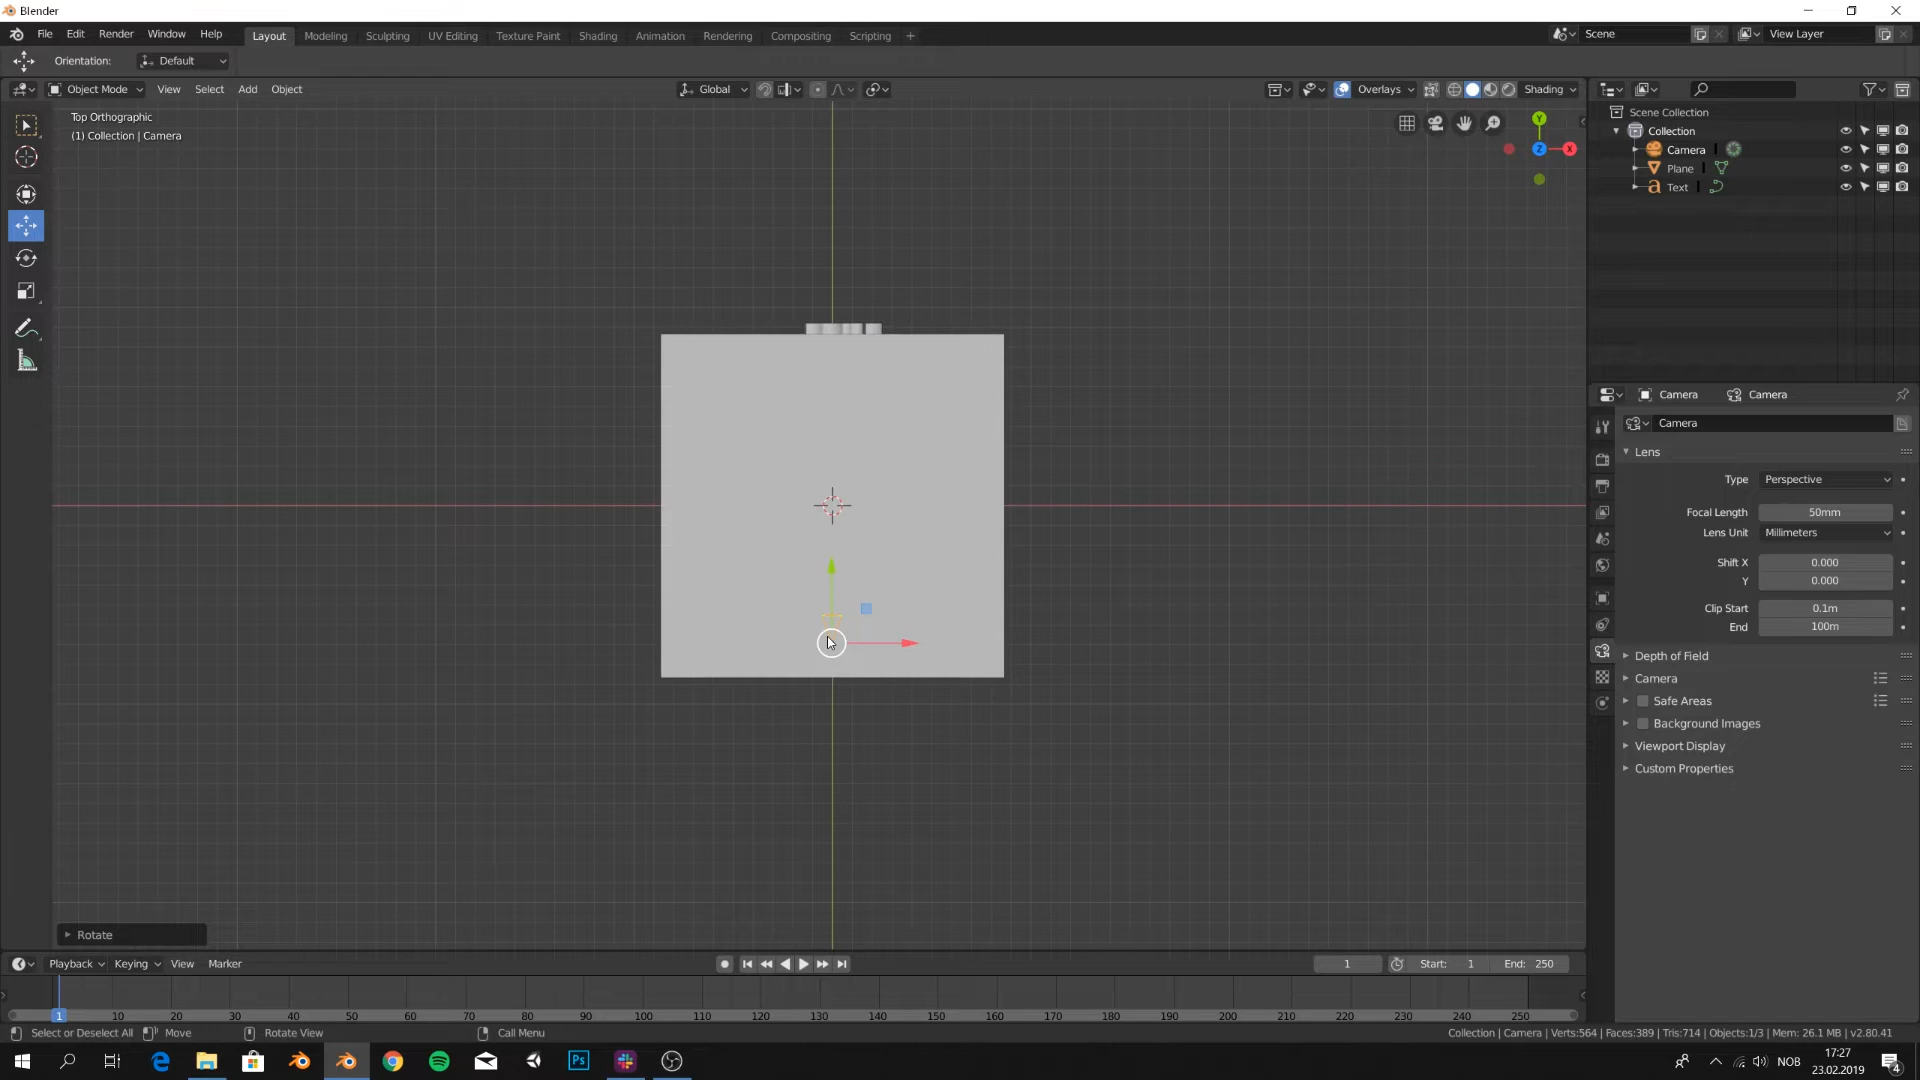 Blender
File Edit Render Window Help Layout Modeling Sculpting UV Editing Texture Paint Shading Animation Rendering Compositing Scripting + Scene View Layer
Orientation: Default
Object Mode View Select Add Object Global Overlays Shading
Top Orthographic
(1) Collection | Camera
Y
Z
X
Scene Collection
Collection
Camera
Plane
Text
Camera Camera
Camera
Lens
Type Perspective
Focal Length 50mm
Lens Unit Millimeters
Shift X 0.000
Y 0.000
Clip Start 0.1m
End 100m
Depth of Field
Camera
Safe Areas
Background Images
Viewport Display
Custom Properties
Rotate
Playback Keying View Marker 1 Start: 1 End: 250
1 10 20 30 40 50 60 70 80 90 100 110 120 130 140 150 160 170 180 190 200 210 220 230 240 250
Select or Deselect All Move Rotate View Call Menu Collection | Camera | Verts:564 | Faces:389 | Tris:714 | Objects:1/3 | Mem: 26.1 MB | v2.80.41
Ps NOB 17:27
23.02.2019 4